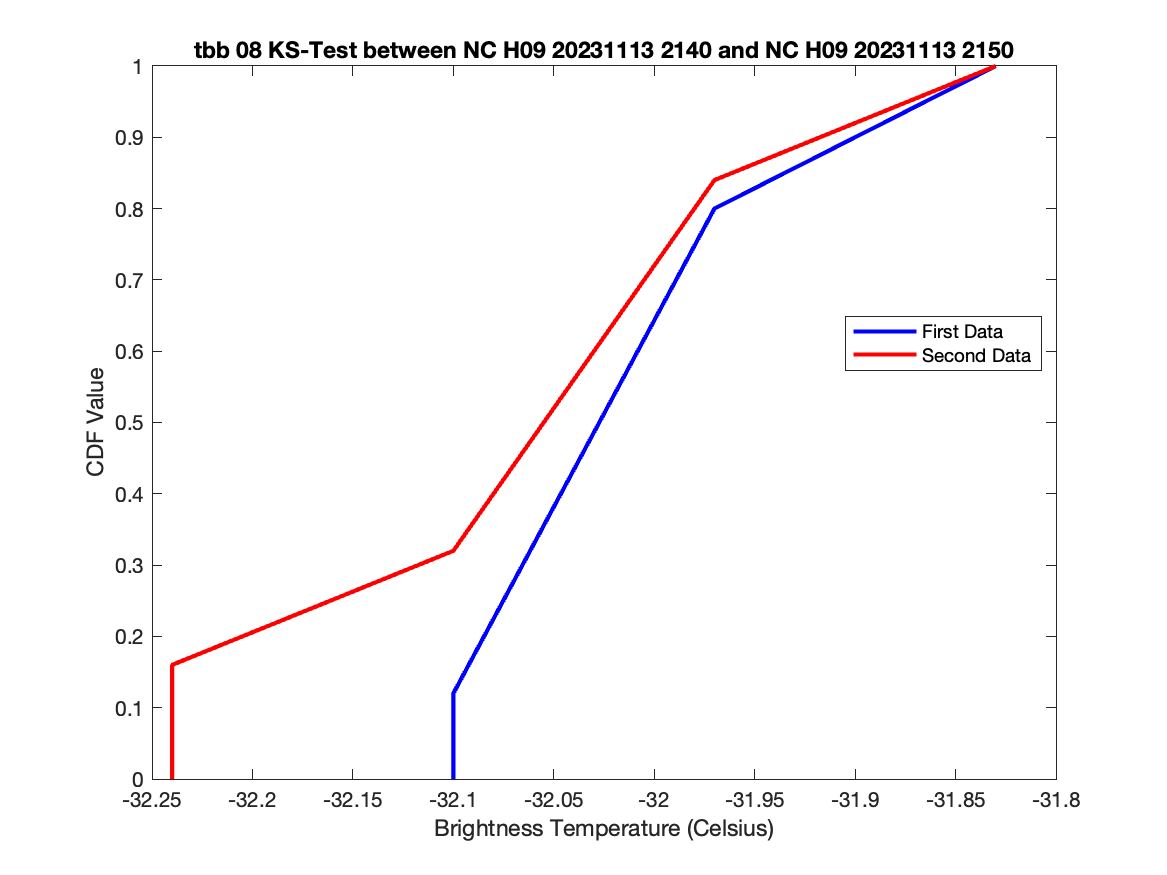 tbb 08 KS-Test between NC H09 20231113 2140 and NC H09 20231113 2150
1
0.9
0.8
0.7
0.6
0.5
0.4
0.3
0.2
0.1
0
CDF Value
First Data
Second Data
-32.25 -32.2 -32.15 -32.1 -32.05 -32 -31.95 -31.9 -31.85 -31.8
Brightness Temperature (Celsius)